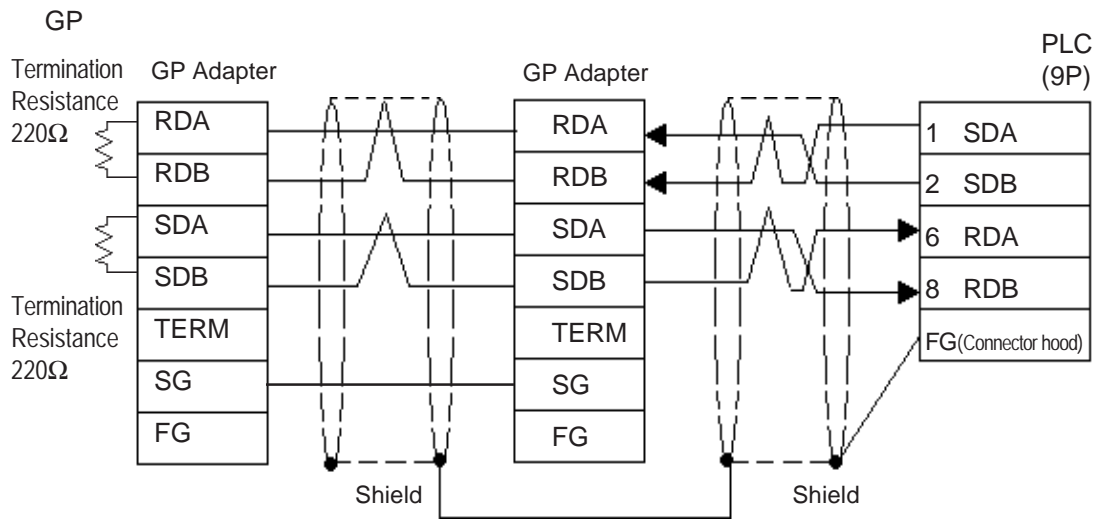 GP
PLC
(9P)
Termination
Resistance
220Ω
GP Adapter
GP Adapter
RDA
RDB
SDA
SDB
TERM
SG
FG
RDA
RDB
SDA
SDB
TERM
SG
FG
1 SDA
2 SDB
6 RDA
8 RDB
FG(Connector hood)
Termination
Resistance
220Ω
Shield
Shield